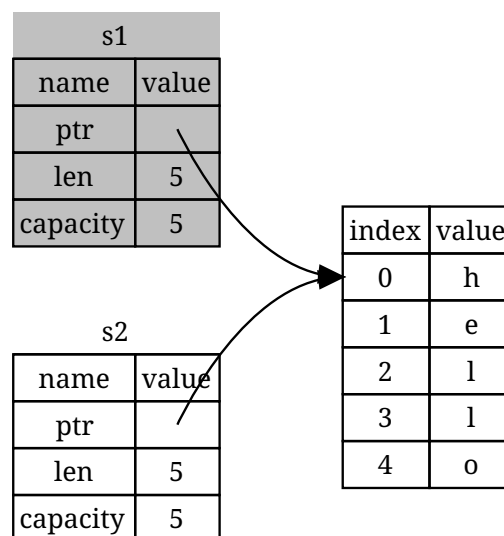 s1
name value
ptr
len 5
capacity 5
s2
name value
ptr
len 5
capacity 5
index value
0 h
1 e
2 l
3 l
4 o